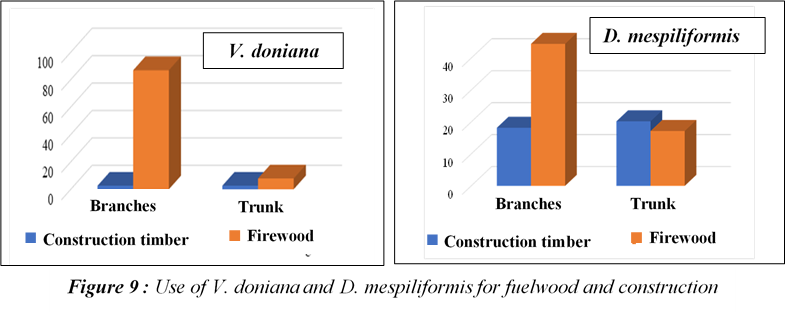 V. doniana
100
80
60
40
20
0
Branches Trunk
Construction timber Firewood
D. mespiliformis
40
30
20
10
0
Branches Trunk
Construction timber Firewood
Figure 9 : Use of V. doniana and D. mespiliformis for fuelwood and construction